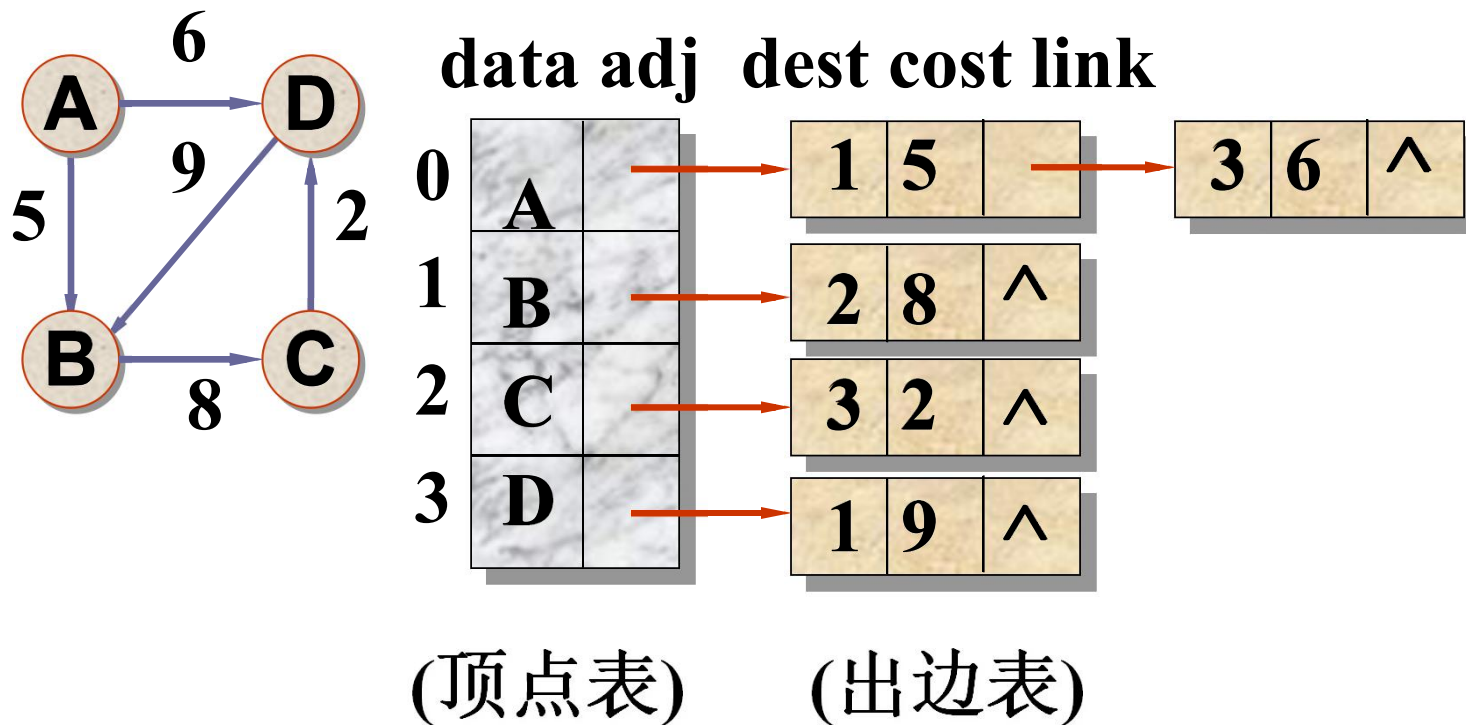 6
A D
9
5 2
B C
8
data adj dest cost link
0 A 1 5 3 6 ^
1 B 2 8 ^
2 C 3 2 ^
3 D 1 9 ^
(顶点表) (出边表)